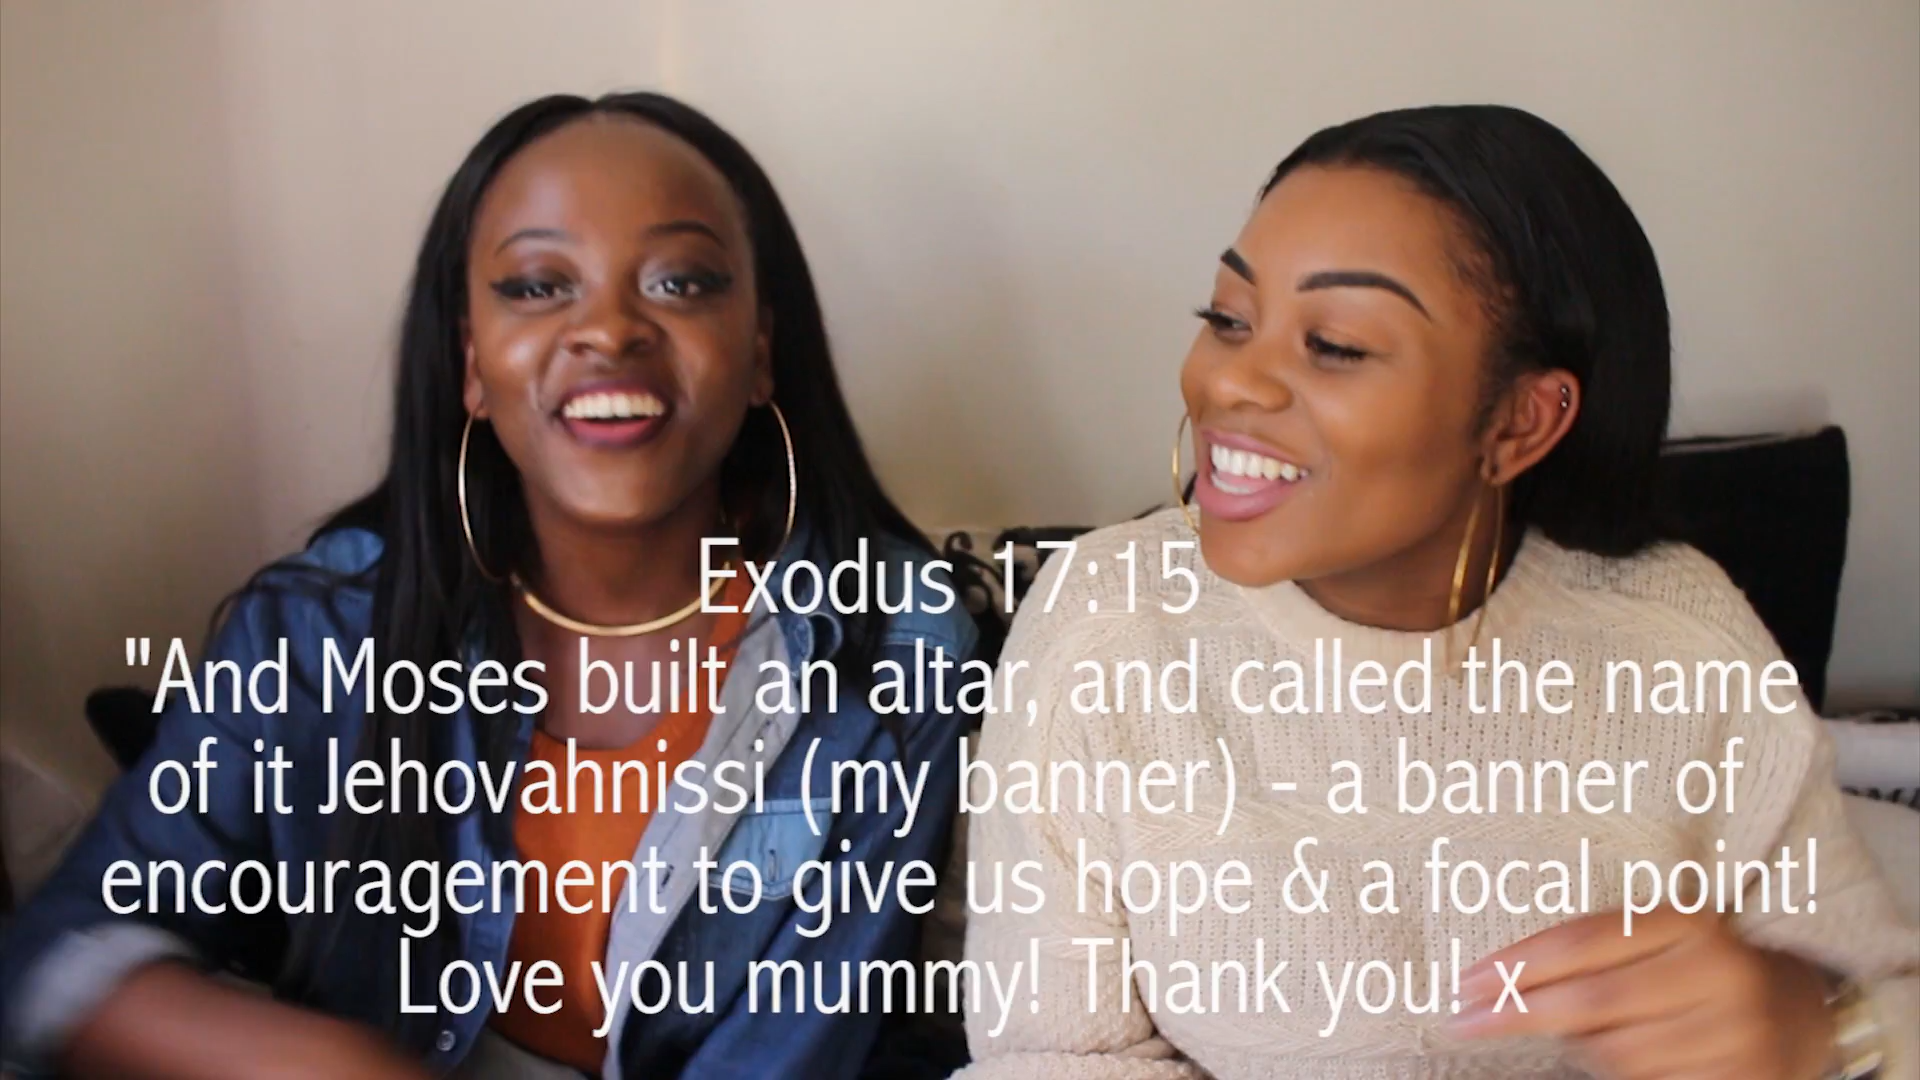 Exodus 17:15
"And Moses built an altar, and called the name
of it Jehovahnissi (my banner) - a banner of
encouragement to give us hope & a focal point!
Love you mummy! Thank you! x